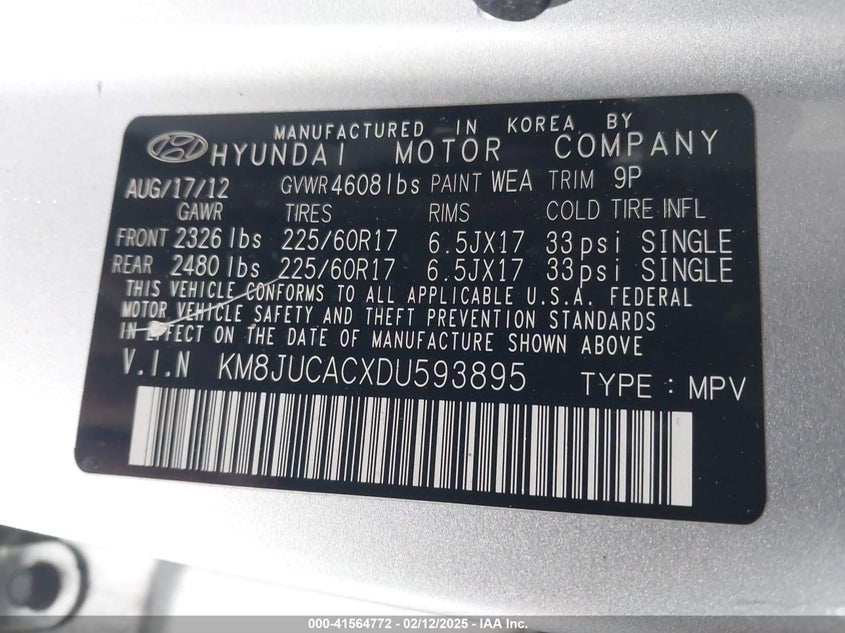 MANUFACTURED IN KOREA BY
HYUNDAI MOTOR COMPANY
AUG/17/12 GVWR 4608lbs PAINT WEA TRIM 9P
GAWR TIRES RIMS COLD TIRE INFL
FRONT 2326 lbs 225/60R17 6.5JX17 33psi SINGLE
REAR 2480 lbs 225/60R17 6.5JX17 33psi SINGLE
THIS VEHICLE CONFORMS TO ALL APPLICABLE U.S.A. FEDERAL
MOTOR VEHICLE SAFETY AND THEFT PREVENTION STANDARDS
IN EFFECT ON THE DATE OF MANUFACTURE SHOWN ABOVE
V.I.N KM8JUCACXDU593895 TYPE : MPV
000-41564772 - 02/12/2025 - IAA Inc.